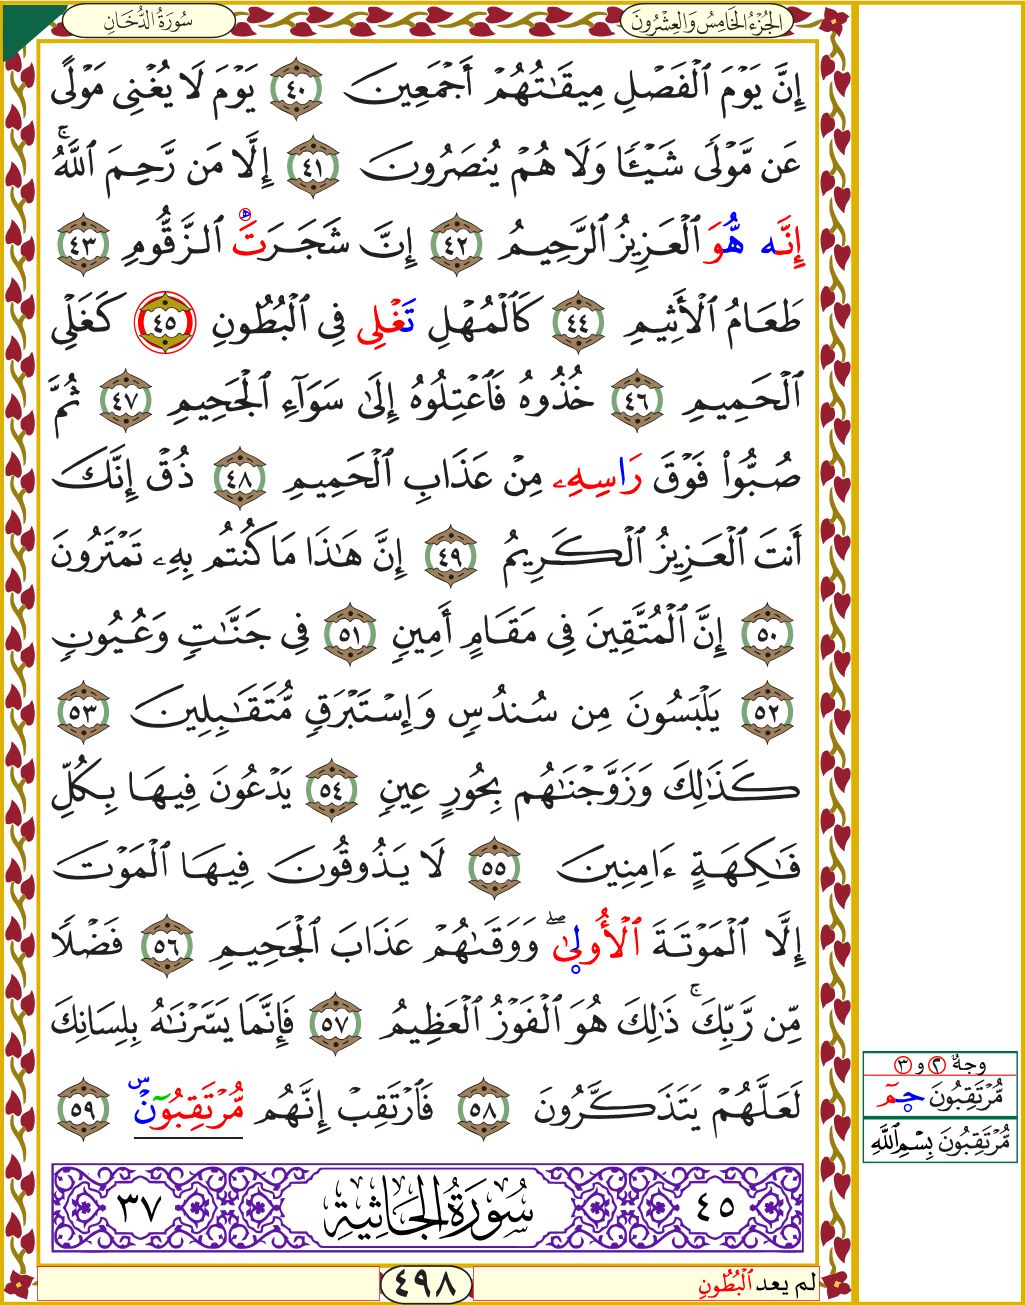 الجُزْءُ الخَامِسُ وَالعِشْرُونَ
سُورَةُ الدُّخَانِ
إِنَّ يَوْمَ ٱلْفَصْلِ مِيقَٰتُهُمْ أَجْمَعِينَ ٤٠ يَوْمَ لَا يُغْنِى مَوْلًى
عَن مَّوْلًى شَيْـًٔا وَلَا هُمْ يُنصَرُونَ ٤١ إِلَّا مَن رَّحِمَ ٱللَّهُۚ
إِنَّه هُّوَ ٱلْعَزِيزُ ٱلرَّحِيمُ ٤٢ إِنَّ شَجَرَتَ ٱلزَّقُّومِ ٤٣
طَعَامُ ٱلْأَثِيمِ ٤٤ كَٱلْمُهْلِ تَغْلِى فِى ٱلْبُطُونِ ٤٥ كَغَلْىِ
ٱلْحَمِيمِ ٤٦ خُذُوهُ فَٱعْتِلُوهُ إِلَىٰ سَوَآءِ ٱلْجَحِيمِ ٤٧ ثُمَّ
صُبُّوا۟ فَوْقَ رَاسِهِۦ مِنْ عَذَابِ ٱلْحَمِيمِ ٤٨ ذُقْ إِنَّكَ
أَنتَ ٱلْعَزِيزُ ٱلْكَرِيمُ ٤٩ إِنَّ هَٰذَا مَا كُنتُم بِهِۦ تَمْتَرُونَ
٥٠ إِنَّ ٱلْمُتَّقِينَ فِى مَقَامٍ أَمِينٍ ٥١ فِى جَنَّٰتٍ وَعُيُونٍ
٥٢ يَلْبَسُونَ مِن سُندُسٍ وَإِسْتَبْرَقٍ مُّتَقَٰبِلِينَ ٥٣
كَذَٰلِكَ وَزَوَّجْنَٰهُم بِحُورٍ عِينٍ ٥٤ يَدْعُونَ فِيهَا بِكُلِّ
فَٰكِهَةٍ ءَامِنِينَ ٥٥ لَا يَذُوقُونَ فِيهَا ٱلْمَوْتَ
إِلَّا ٱلْمَوْتَةَ ٱلْأُولَىٰۖ وَوَقَىٰهُمْ عَذَابَ ٱلْجَحِيمِ ٥٦ فَضْلًا
مِّن رَّبِّكَۚ ذَٰلِكَ هُوَ ٱلْفَوْزُ ٱلْعَظِيمُ ٥٧ فَإِنَّمَا يَسَّرْنَٰهُ بِلِسَانِكَ
لَعَلَّهُمْ يَتَذَكَّرُونَ ٥٨ فَٱرْتَقِبْ إِنَّهُم مُّرْتَقِبُونَ س ٥٩
وجهُ ٢ و ٣
مُّرْتَقِبُونَ حٜمٓ
مُّرْتَقِبُونَ بِسْمِ ٱللَّهِ
٤٥ سُورَةُ الجَاثِيَةِ ٣٧
لم يعد ٱلْبُطُونِ
٤٩٨